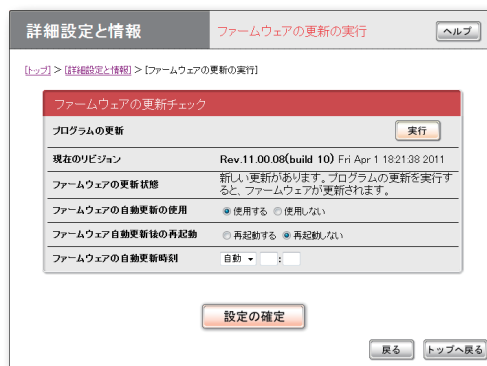 詳細設定と情報
ファームウェアの更新の実行
ヘルプ
[トップ] > [詳細設定と情報] > [ファームウェアの更新の実行]
ファームウェアの更新チェック
プログラムの更新
実行
現在のリビジョン
Rev.11.00.08(build 10) Fri Apr 1 18:21:38 2011
ファームウェアの更新状態
新しい更新があります。プログラムの更新を実行す
ると、ファームウェアが更新されます。
ファームウェアの自動更新の使用
使用する 使用しない
ファームウェア自動更新後の再起動
再起動する 再起動しない
ファームウェアの自動更新時刻
自動 :
設定の確定
戻る
トップへ戻る